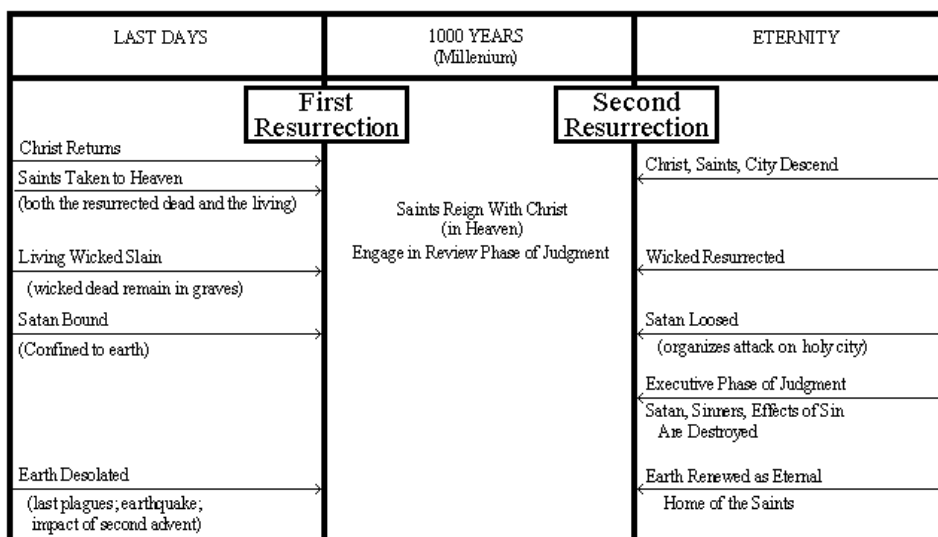 LAST DAYS
1000 YEARS
(Millenium)
ETERNITY
First
Resurrection
Second
Resurrection
Christ Returns
Saints Taken to Heaven
(both the resurrected dead and the living)
Living Wicked Slain
(wicked dead remain in graves)
Satan Bound
(Confined to earth)
Earth Desolated
(last plagues; earthquake;
impact of second advent)
Saints Reign With Christ
(in Heaven)
Engage in Review Phase of Judgment
Christ, Saints, City Descend
Wicked Resurrected
Satan Loosed
(organizes attack on holy city)
Executive Phase of Judgment
Satan, Sinners, Effects of Sin
Are Destroyed
Earth Renewed as Eternal
Home of the Saints